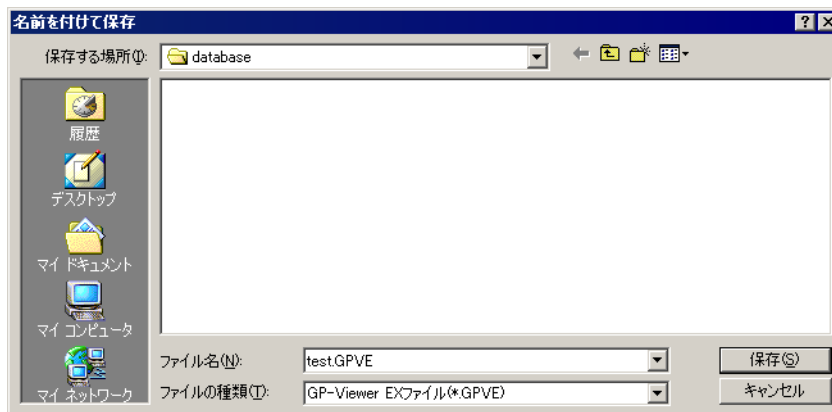 名前を付けて保存
保存する場所(I):
database
履歴
デスクトップ
マイ ドキュメント
マイ コンピュータ
マイ ネットワーク
ファイル名(N):
test.GPVE
保存(S)
ファイルの種類(T):
GP-Viewer EXファイル(*.GPVE)
キャンセル